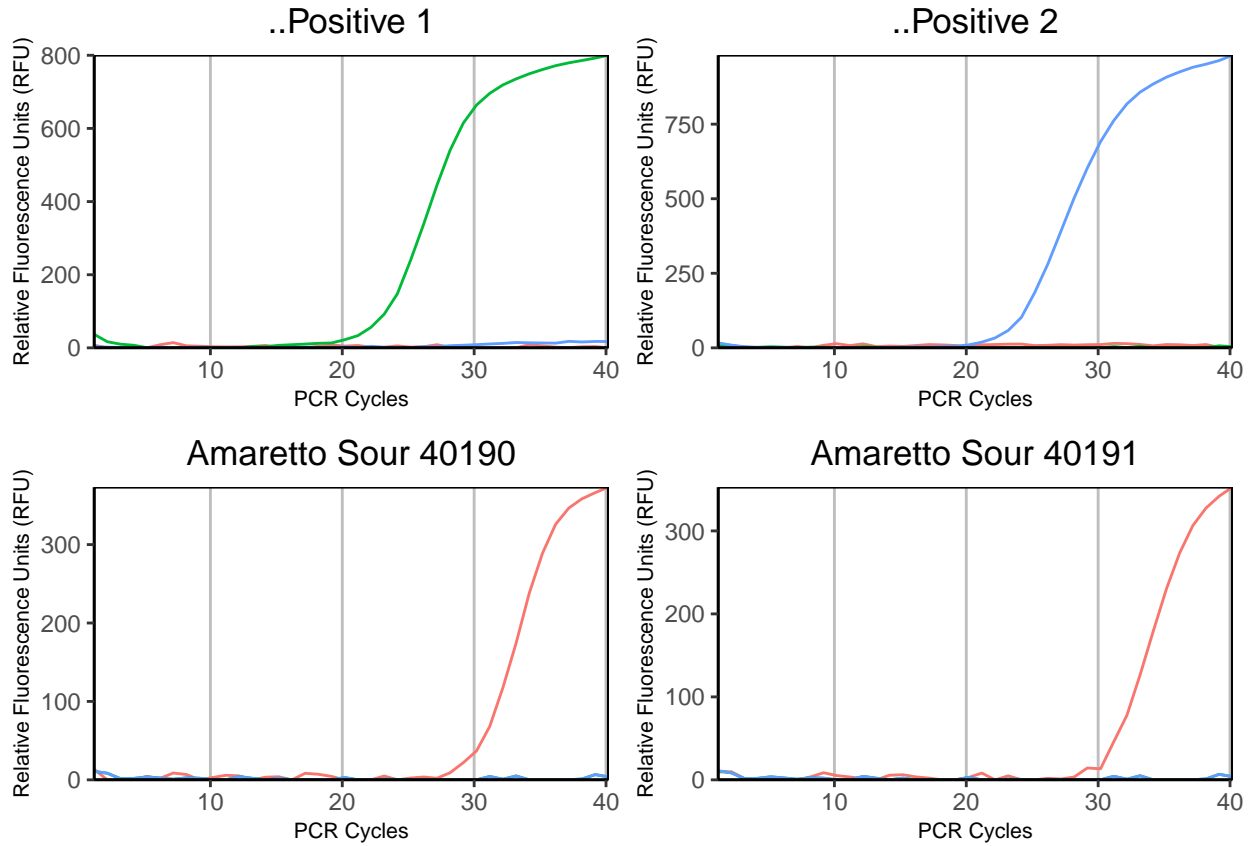 ..Positive 1
Relative Fluorescence Units (RFU)
800
600
400
200
0
10
20
30
40
PCR Cycles
..Positive 2
Relative Fluorescence Units (RFU)
750
500
250
0
10
20
30
40
PCR Cycles
Amaretto Sour 40190
Relative Fluorescence Units (RFU)
300
200
100
0
10
20
30
40
PCR Cycles
Amaretto Sour 40191
Relative Fluorescence Units (RFU)
300
200
100
0
10
20
30
40
PCR Cycles